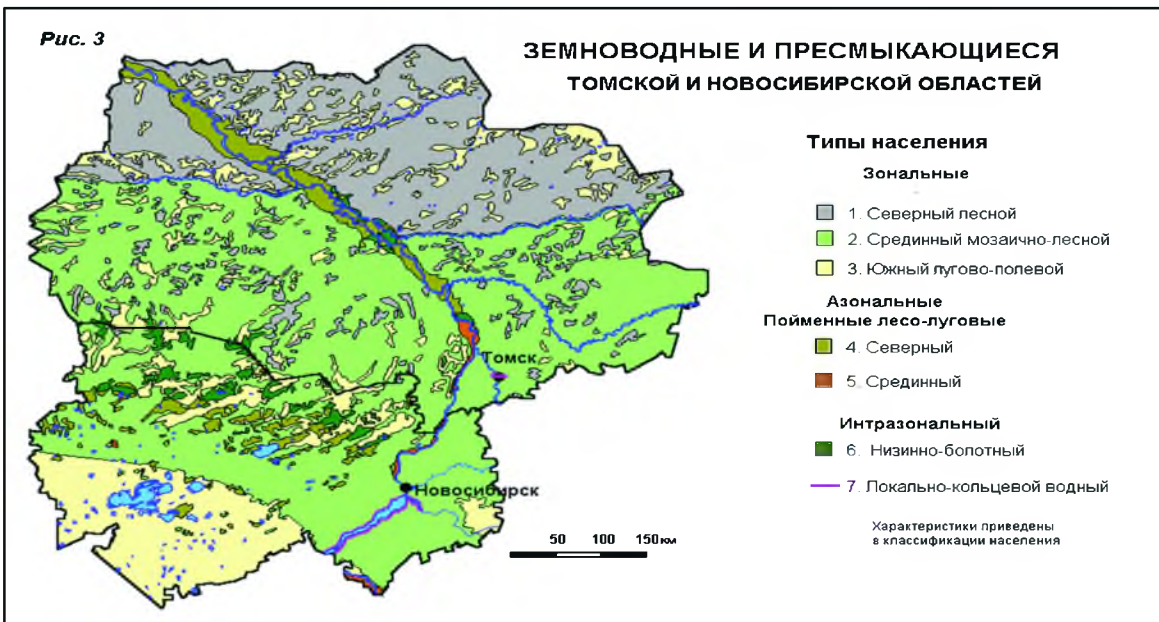 Рис. 3
ЗЕМНОВОДНЫЕ И ПРЕСМЫКАЮЩИЕСЯ
ТОМСКОЙ И НОВОСИБИРСКОЙ ОБЛАСТЕЙ
Типы населения
Зональные
1. Северный лесной
2. Срединный мозаично-лесной
3. Южный лугово-полевой
Азональные
Пойменные лесо-луговые
4. Северный
5. Срединный
Интразональный
6. Низинно-болотный
7. Локально-кольцевой водный
Характеристики приведены
в классификации населения
Томск
Новосибирск
50 100 150 км